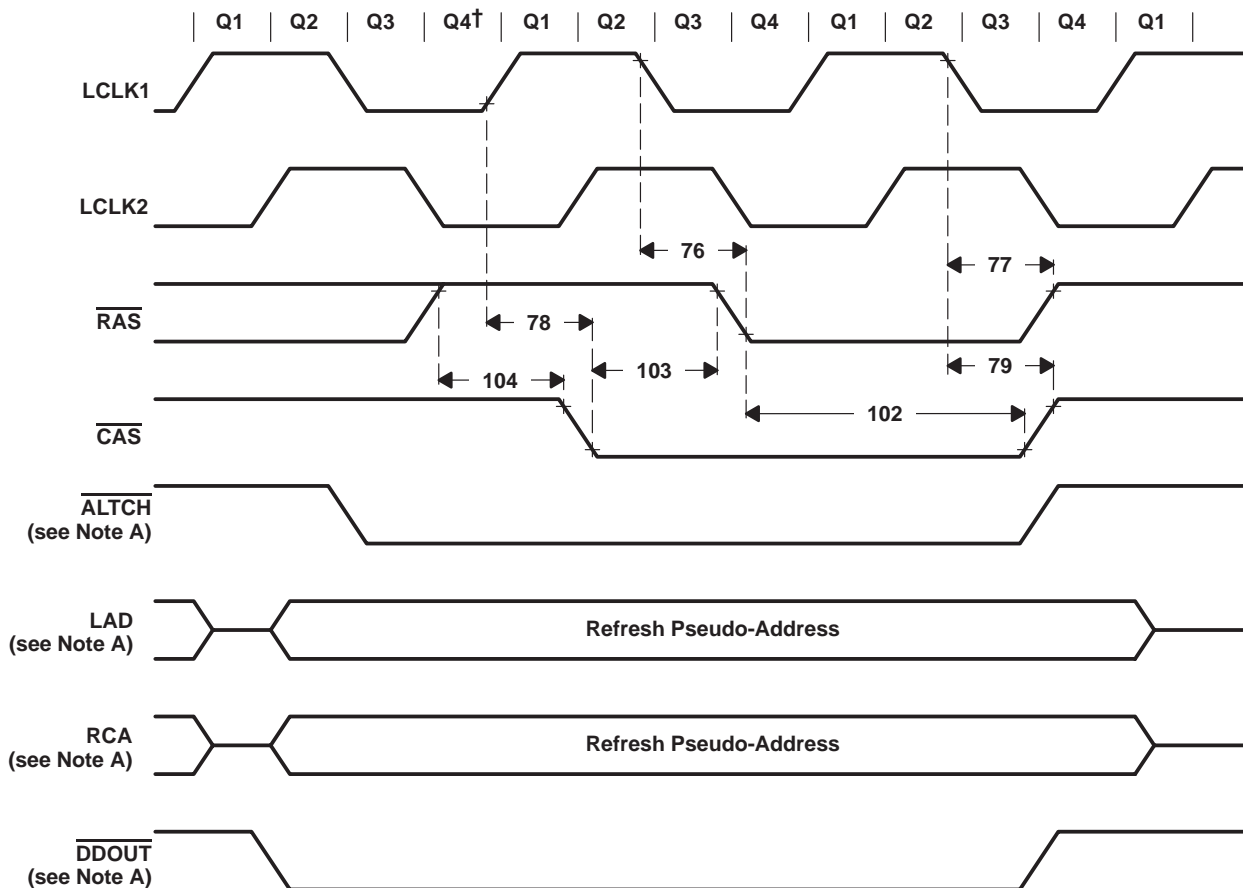 Q1 Q2 Q3 Q4† Q1 Q2 Q3 Q4 Q1 Q2 Q3 Q4 Q1
LCLK1
LCLK2
76
77
RAS
78
103
79
104
102
CAS
ALTCH
(see Note A)
LAD
(see Note A)
Refresh Pseudo-Address
RCA
(see Note A)
Refresh Pseudo-Address
DDOUT
(see Note A)